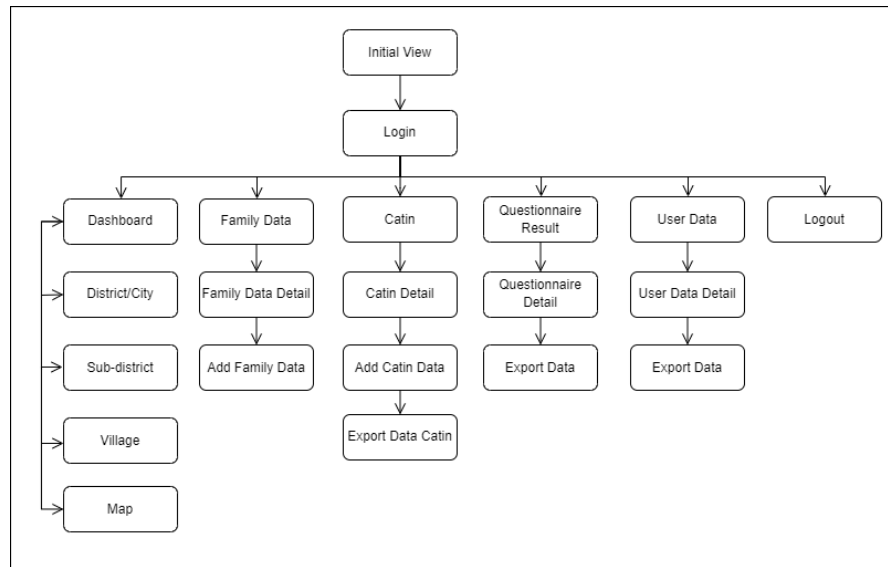 Initial View
Login
Dashboard
Family Data
Catin
Questionnaire
Result
User Data
Logout
District/City
Family Data Detail
Catin Detail
Questionnaire
Detail
User Data Detail
Sub-district
Add Family Data
Add Catin Data
Export Data
Export Data
Village
Export Data Catin
Map